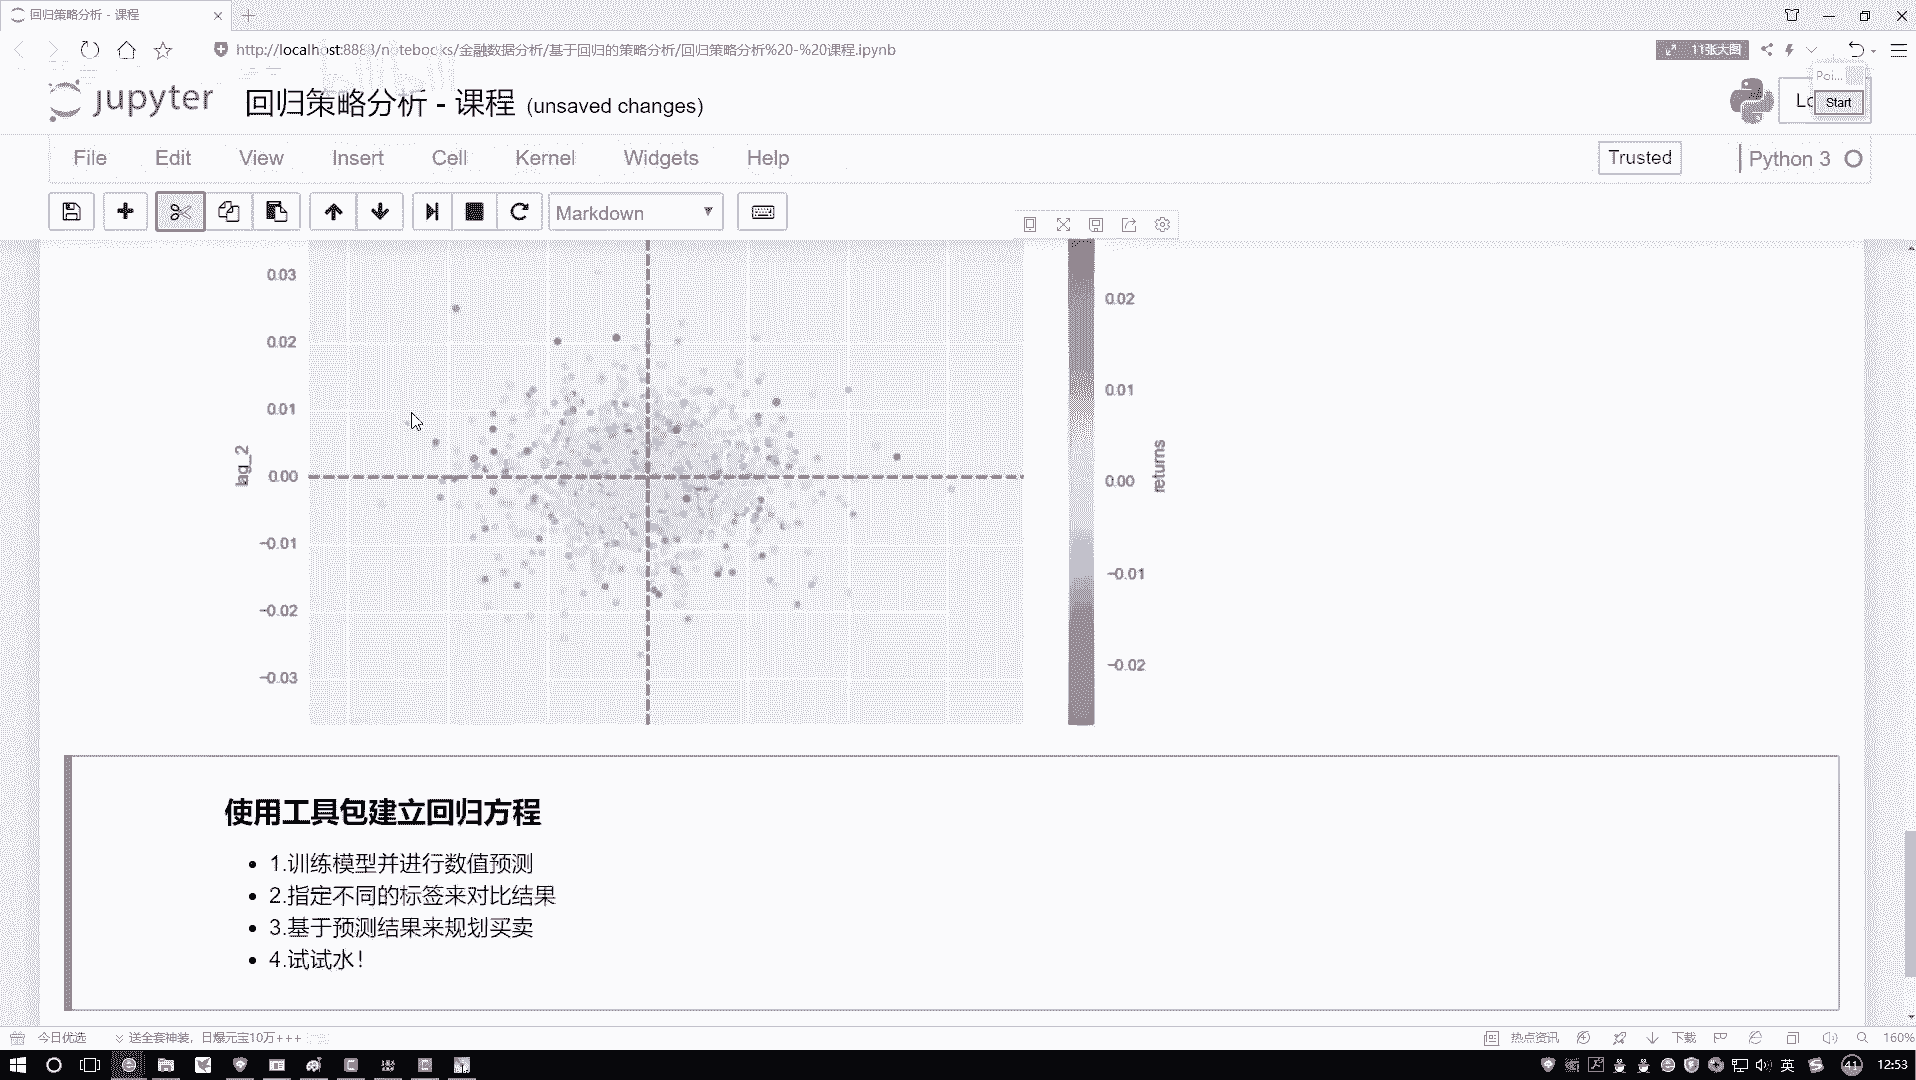 回归策略分析 - 课程
http://localhost:8888/notebooks/金融数据分析/基于回归的策略分析/回归策略分析%20-%20课程.ipynb
11张大图
Poi...
jupyter
回归策略分析 - 课程 (unsaved changes)
Start
File Edit View Insert Cell Kernel Widgets Help
Trusted
Python 3
Markdown
0.03
0.02
0.01
0.00
−0.01
−0.02
−0.03
lag_2
0.02
0.01
0.00
−0.01
−0.02
returns
使用工具包建立回归方程
1.训练模型并进行数值预测
2.指定不同的标签来对比结果
3.基于预测结果来规划买卖
4.试试水!
今日优选
送全套神装，日爆元宝10万+++
热点资讯
下载
160%
英
41
12:53